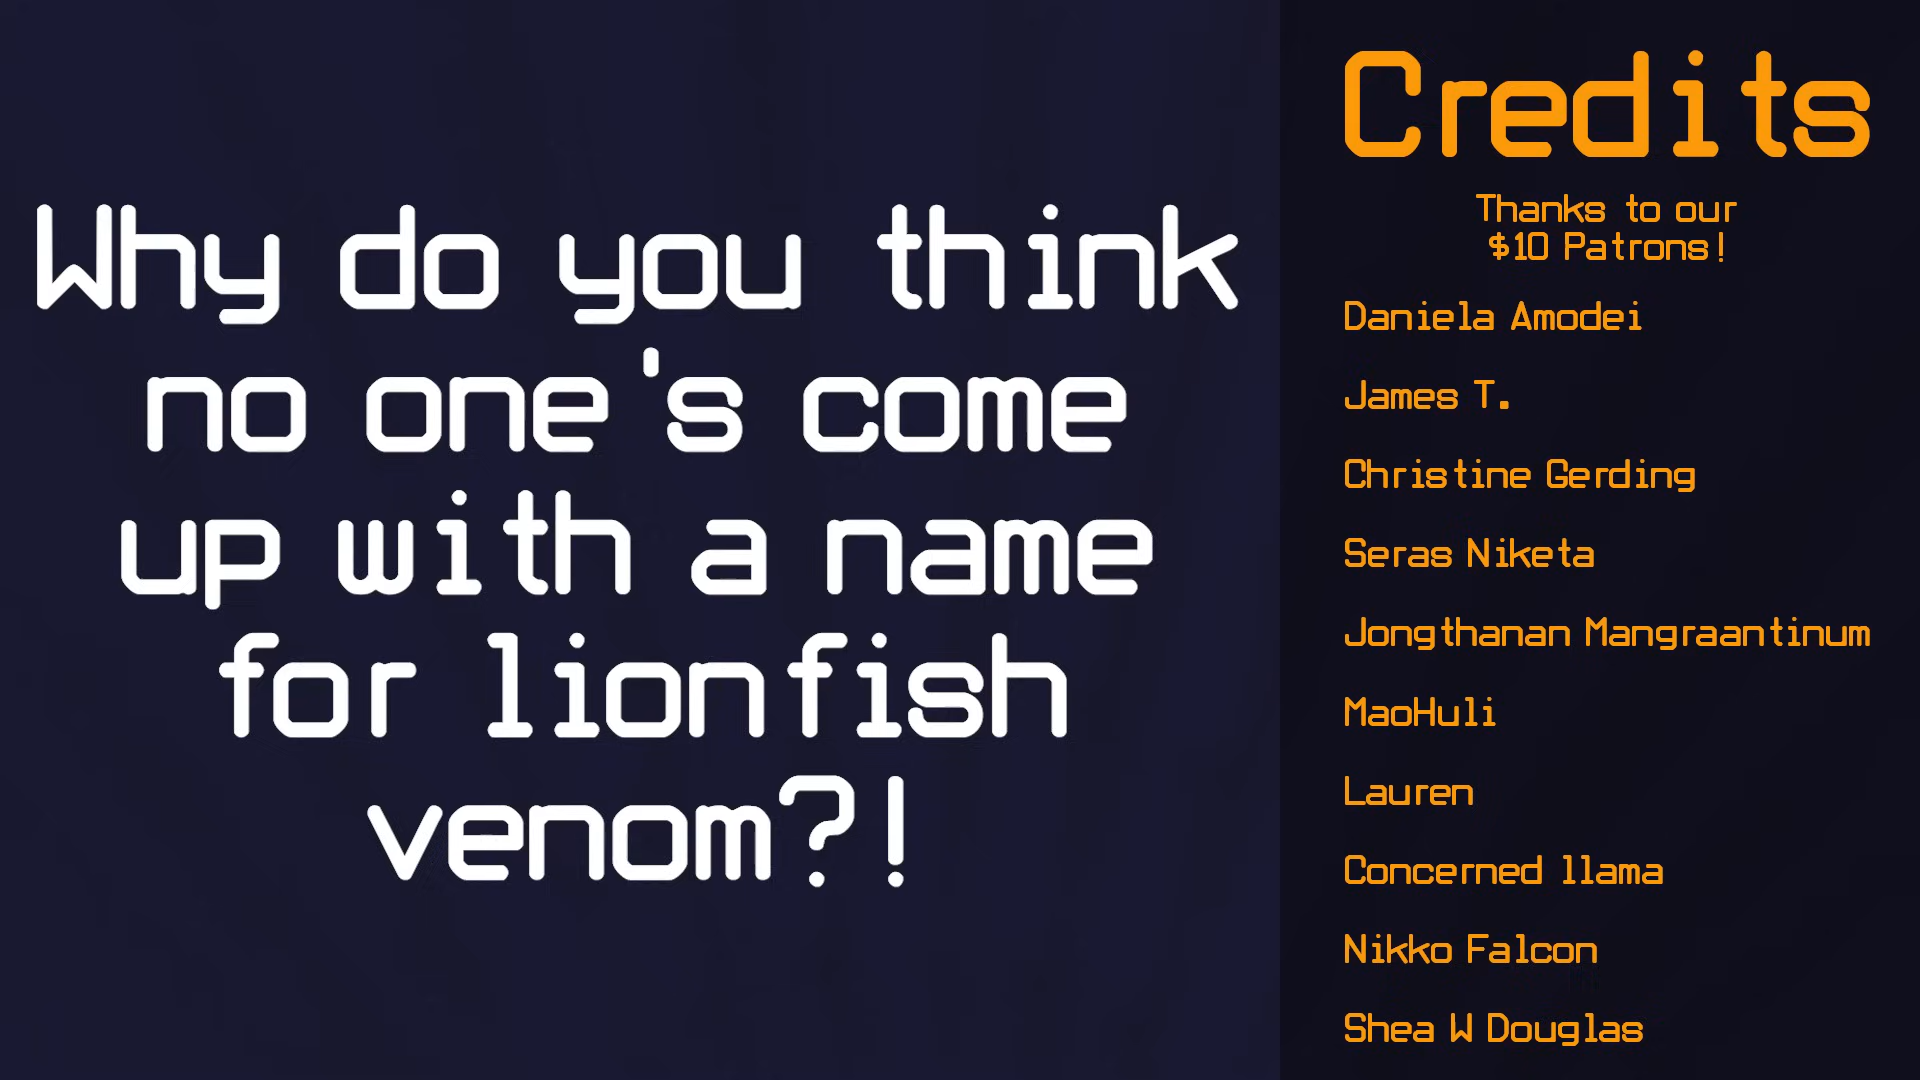 Why do you think
no one's come
up with a name
for lionfish
venom?!
Credits
Thanks to our
$10 Patrons!
Daniela Amodei
James T.
Christine Gerding
Seras Niketa
Jongthanan Mangraantinum
MaoHuli
Lauren
Concerned llama
Nikko Falcon
Shea W Douglas